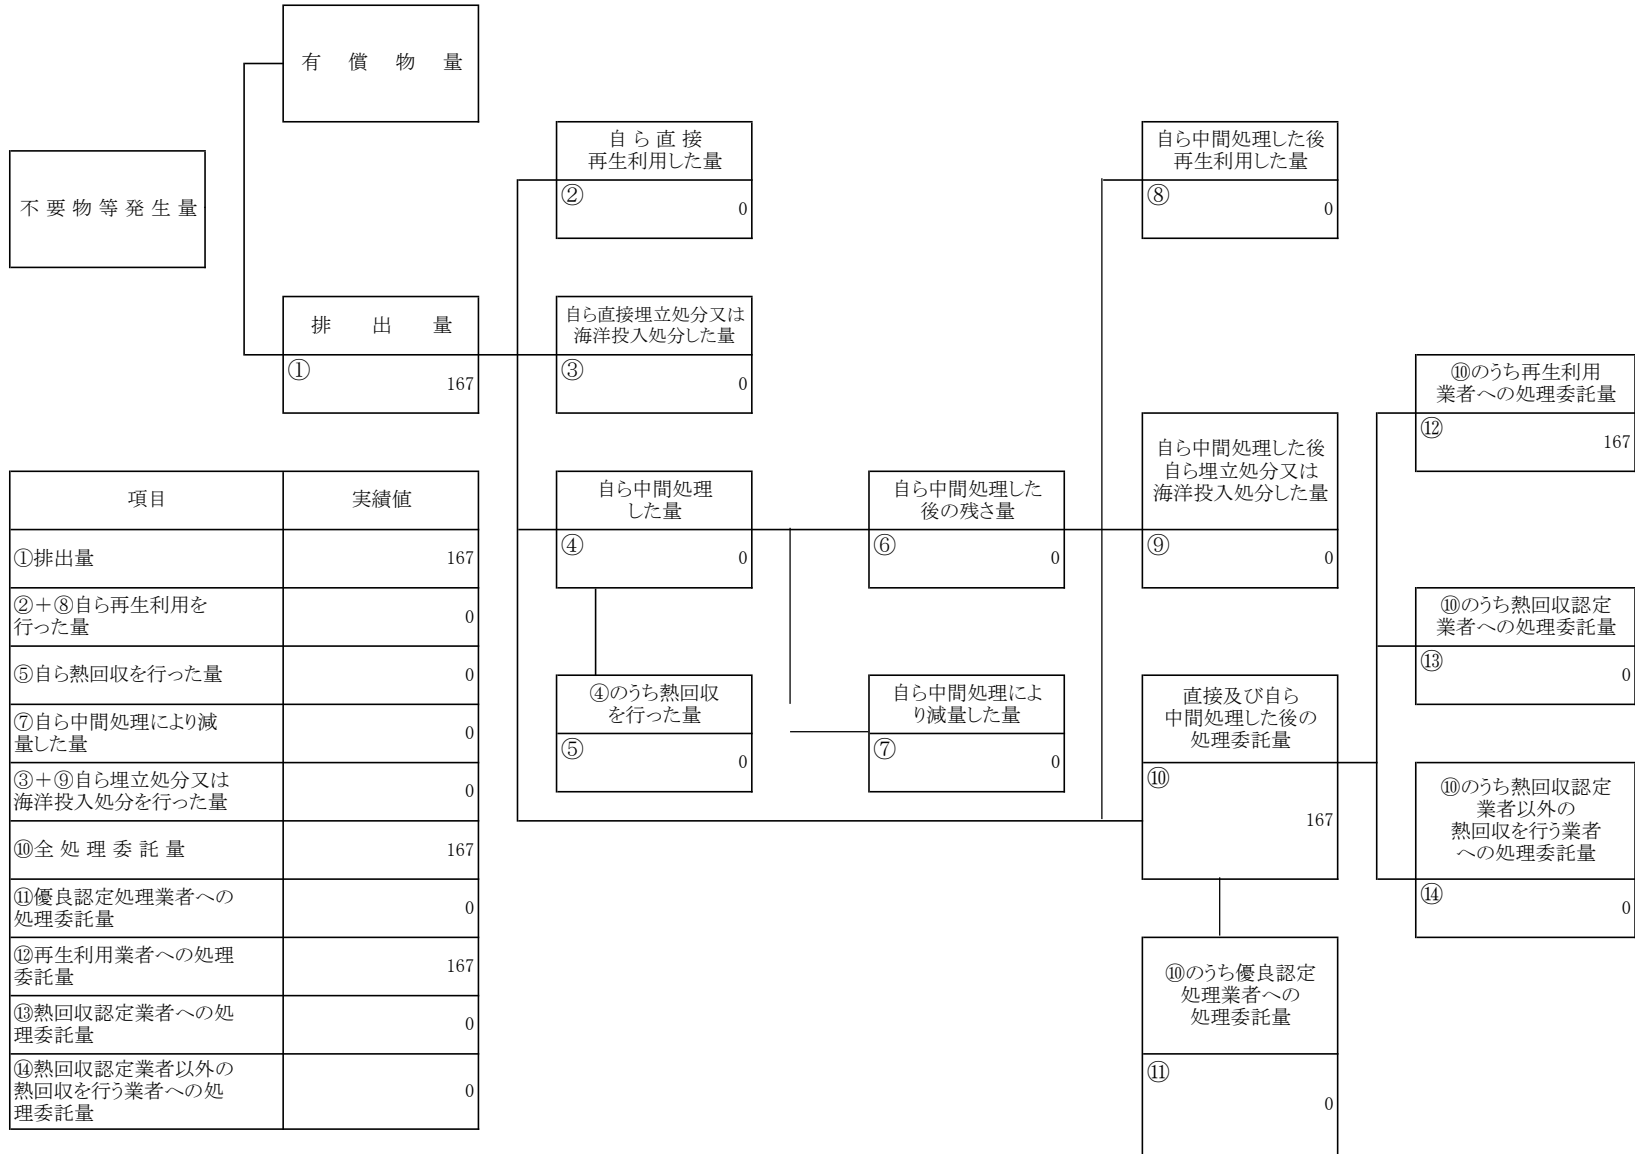 有償物量
不要物等発生量
排出量
①
167
自ら直接
再生利用した量
②
0
自ら直接埋立処分又は
海洋投入処分した量
③
0
自ら中間処理
した量
④
0
④のうち熱回収
を行った量
⑤
0
自ら中間処理した
後の残さ量
⑥
0
自ら中間処理によ
り減量した量
⑦
0
自ら中間処理した後
再生利用した量
⑧
0
自ら中間処理した後
自ら埋立処分又は
海洋投入処分した量
⑨
0
直接及び自ら
中間処理した後の
処理委託量
⑩
167
⑩のうち優良認定
処理業者への
処理委託量
⑪
0
⑩のうち再生利用
業者への処理委託量
⑫
167
⑩のうち熱回収認定
業者への処理委託量
⑬
0
⑩のうち熱回収認定
業者以外の
熱回収を行う業者
への処理委託量
⑭
0
項目 実績値
①排出量 167
②＋⑧自ら再生利用を
行った量 0
⑤自ら熱回収を行った量 0
⑦自ら中間処理により減
量した量 0
③＋⑨自ら埋立処分又は
海洋投入処分を行った量 0
⑩全処理委託量 167
⑪優良認定処理業者への
処理委託量 0
⑫再生利用業者への処理
委託量 167
⑬熱回収認定業者への処
理委託量 0
⑭熱回収認定業者以外の
熱回収を行う業者への処
理委託量 0